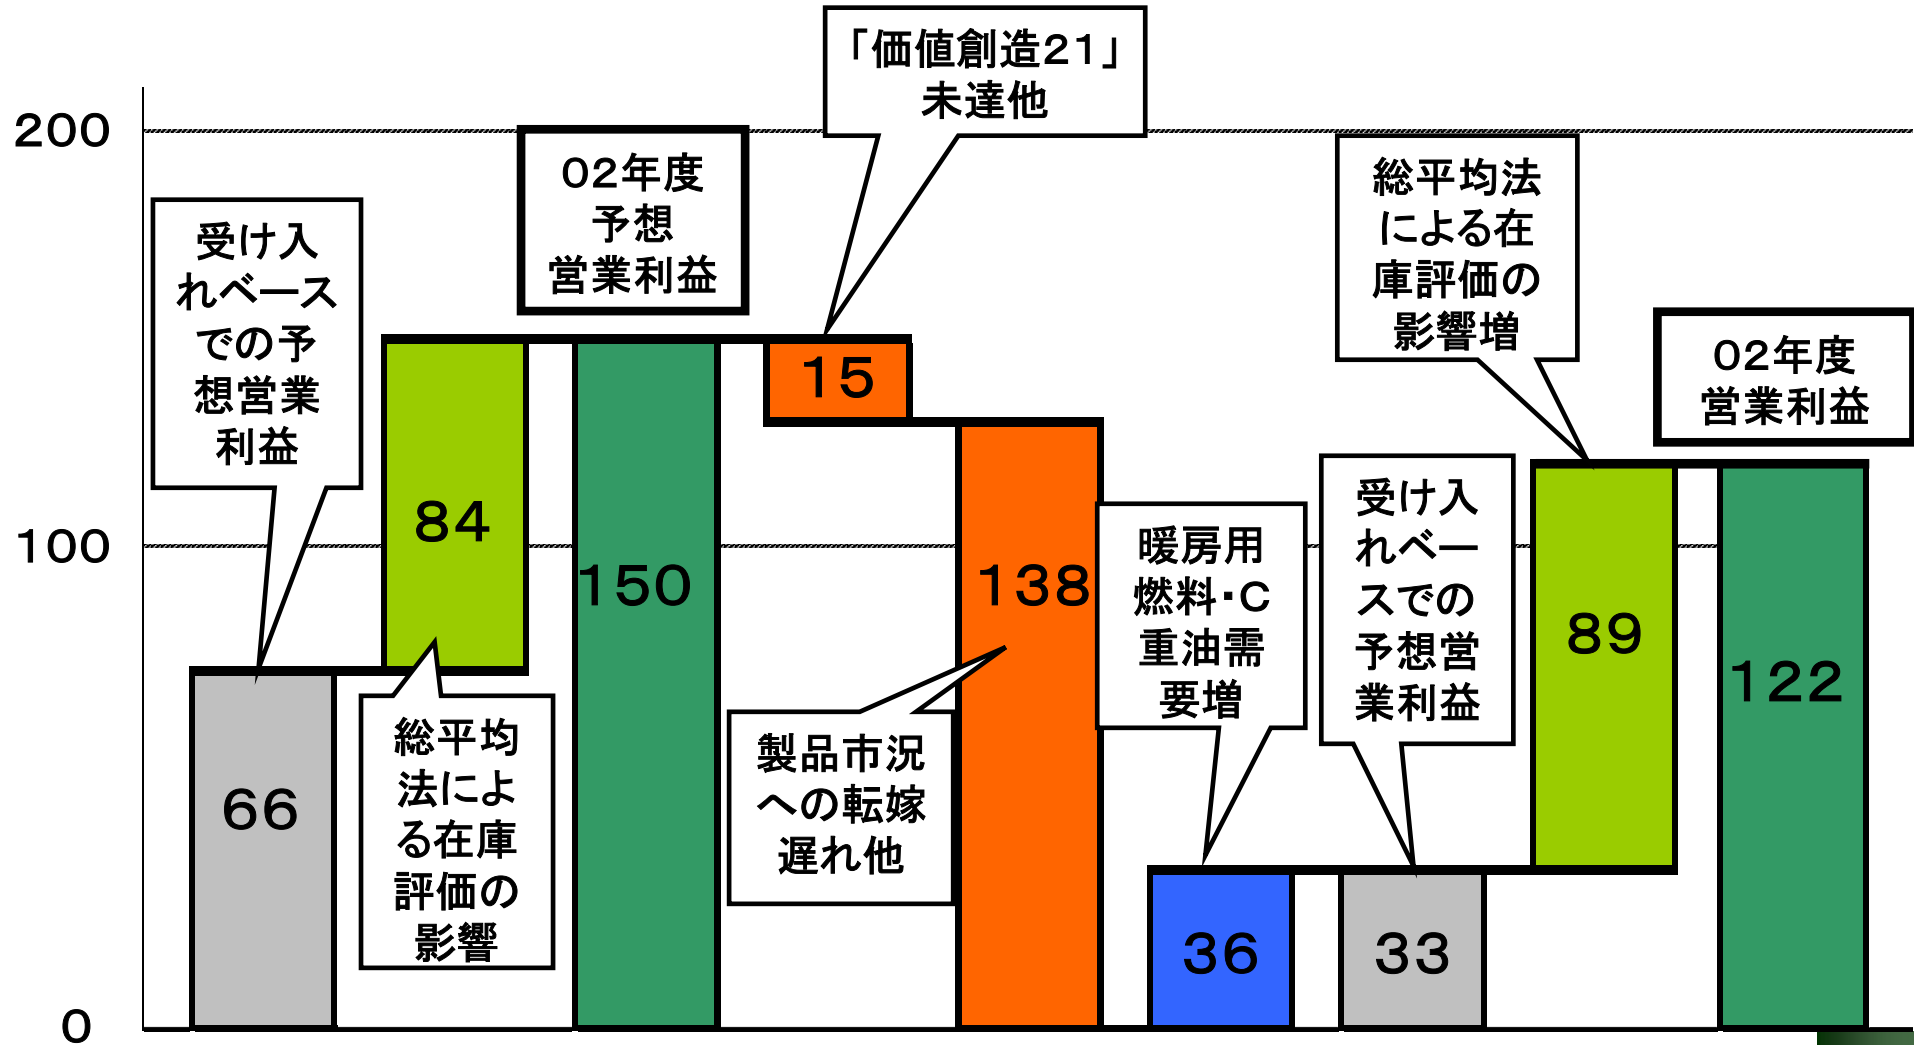 200
100
0
受け入
れベース
での予
想営業
利益
66
84
総平均
法によ
る在庫
評価の
影響
02年度
予想
営業利益
150
「価値創造21」
未達他
15
138
製品市況
への転嫁
遅れ他
暖房用
燃料・C
重油需
要増
36
受け入
れベー
スでの
予想営
業利益
33
総平均法
による在
庫評価の
影響増
89
02年度
営業利益
122